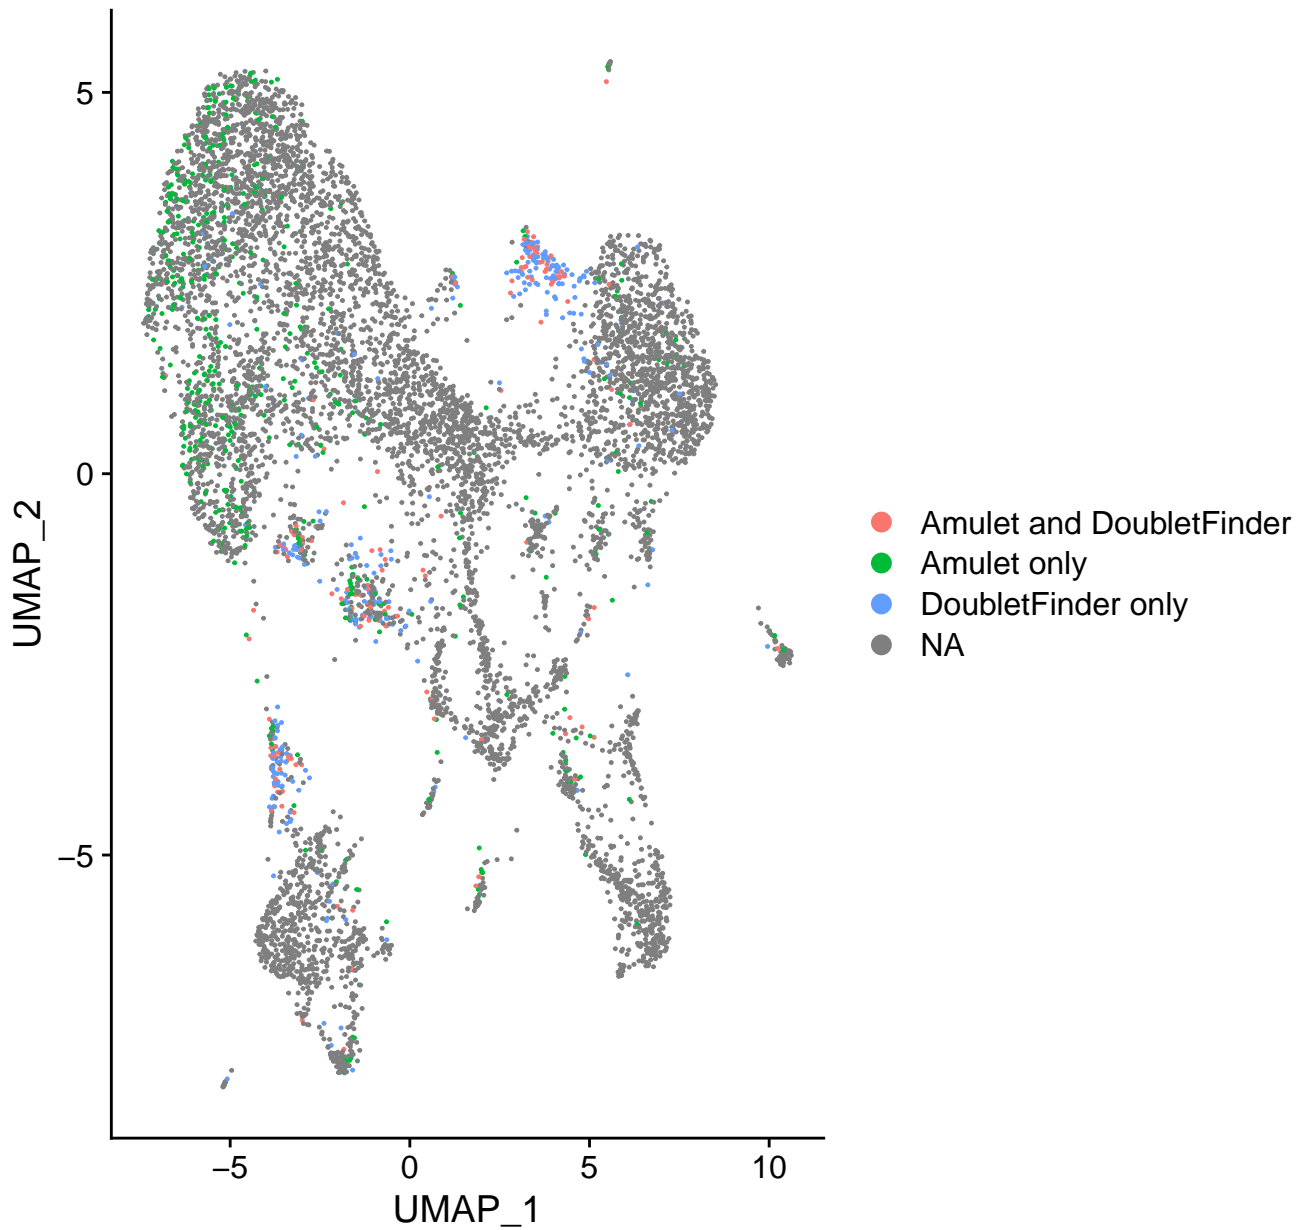 5
0
−5
UMAP_2
−5
0
5
10
UMAP_1
Amulet and DoubletFinder
Amulet only
DoubletFinder only
NA